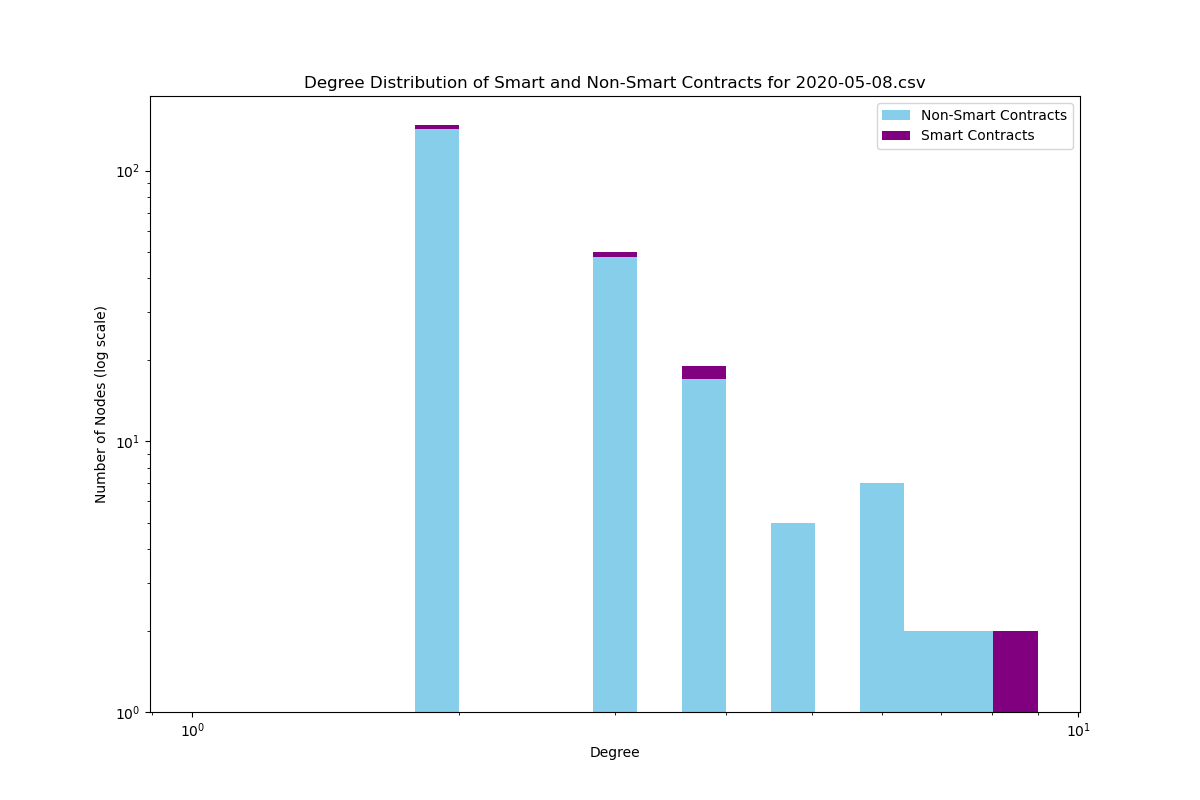 Degree Distribution of Smart and Non-Smart Contracts for 2020-05-08.csv
Non-Smart Contracts
Smart Contracts
Number of Nodes (log scale)
10²
10¹
10⁰
10⁰ 10¹
Degree